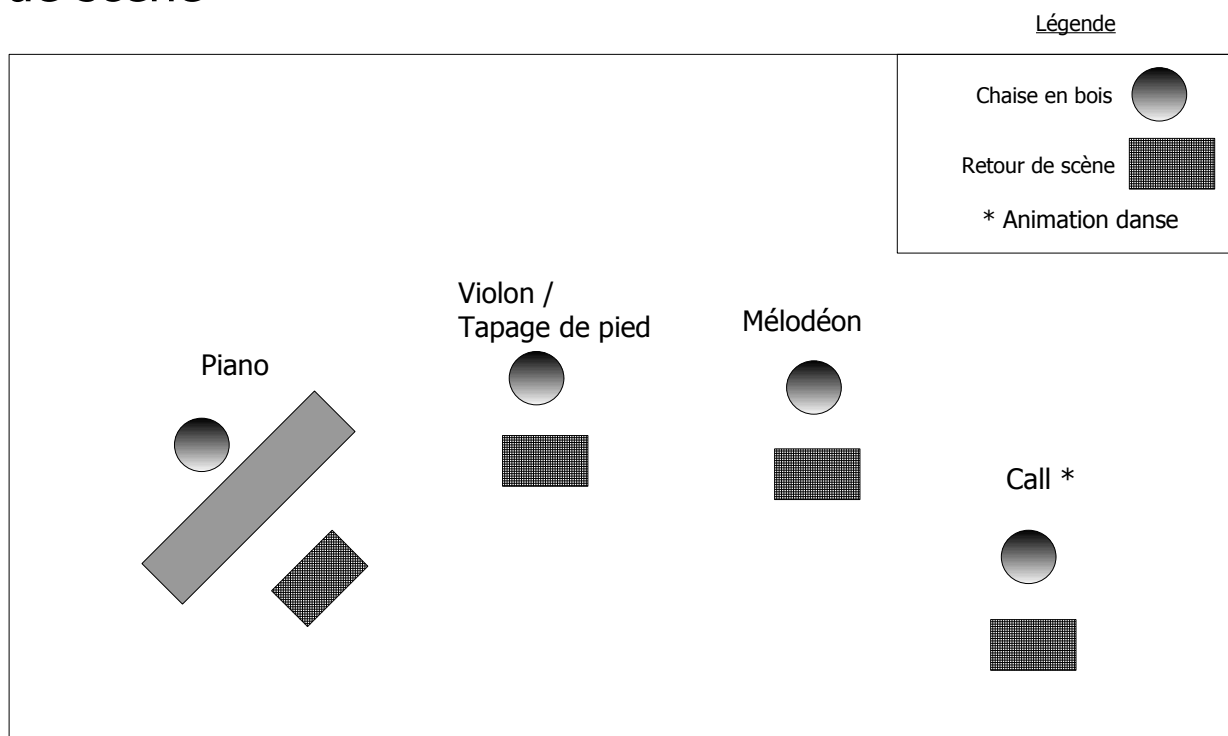 Légende
Chaise en bois
Retour de scène
* Animation danse
Violon /
Tapage de pied
Mélodéon
Piano
Call *